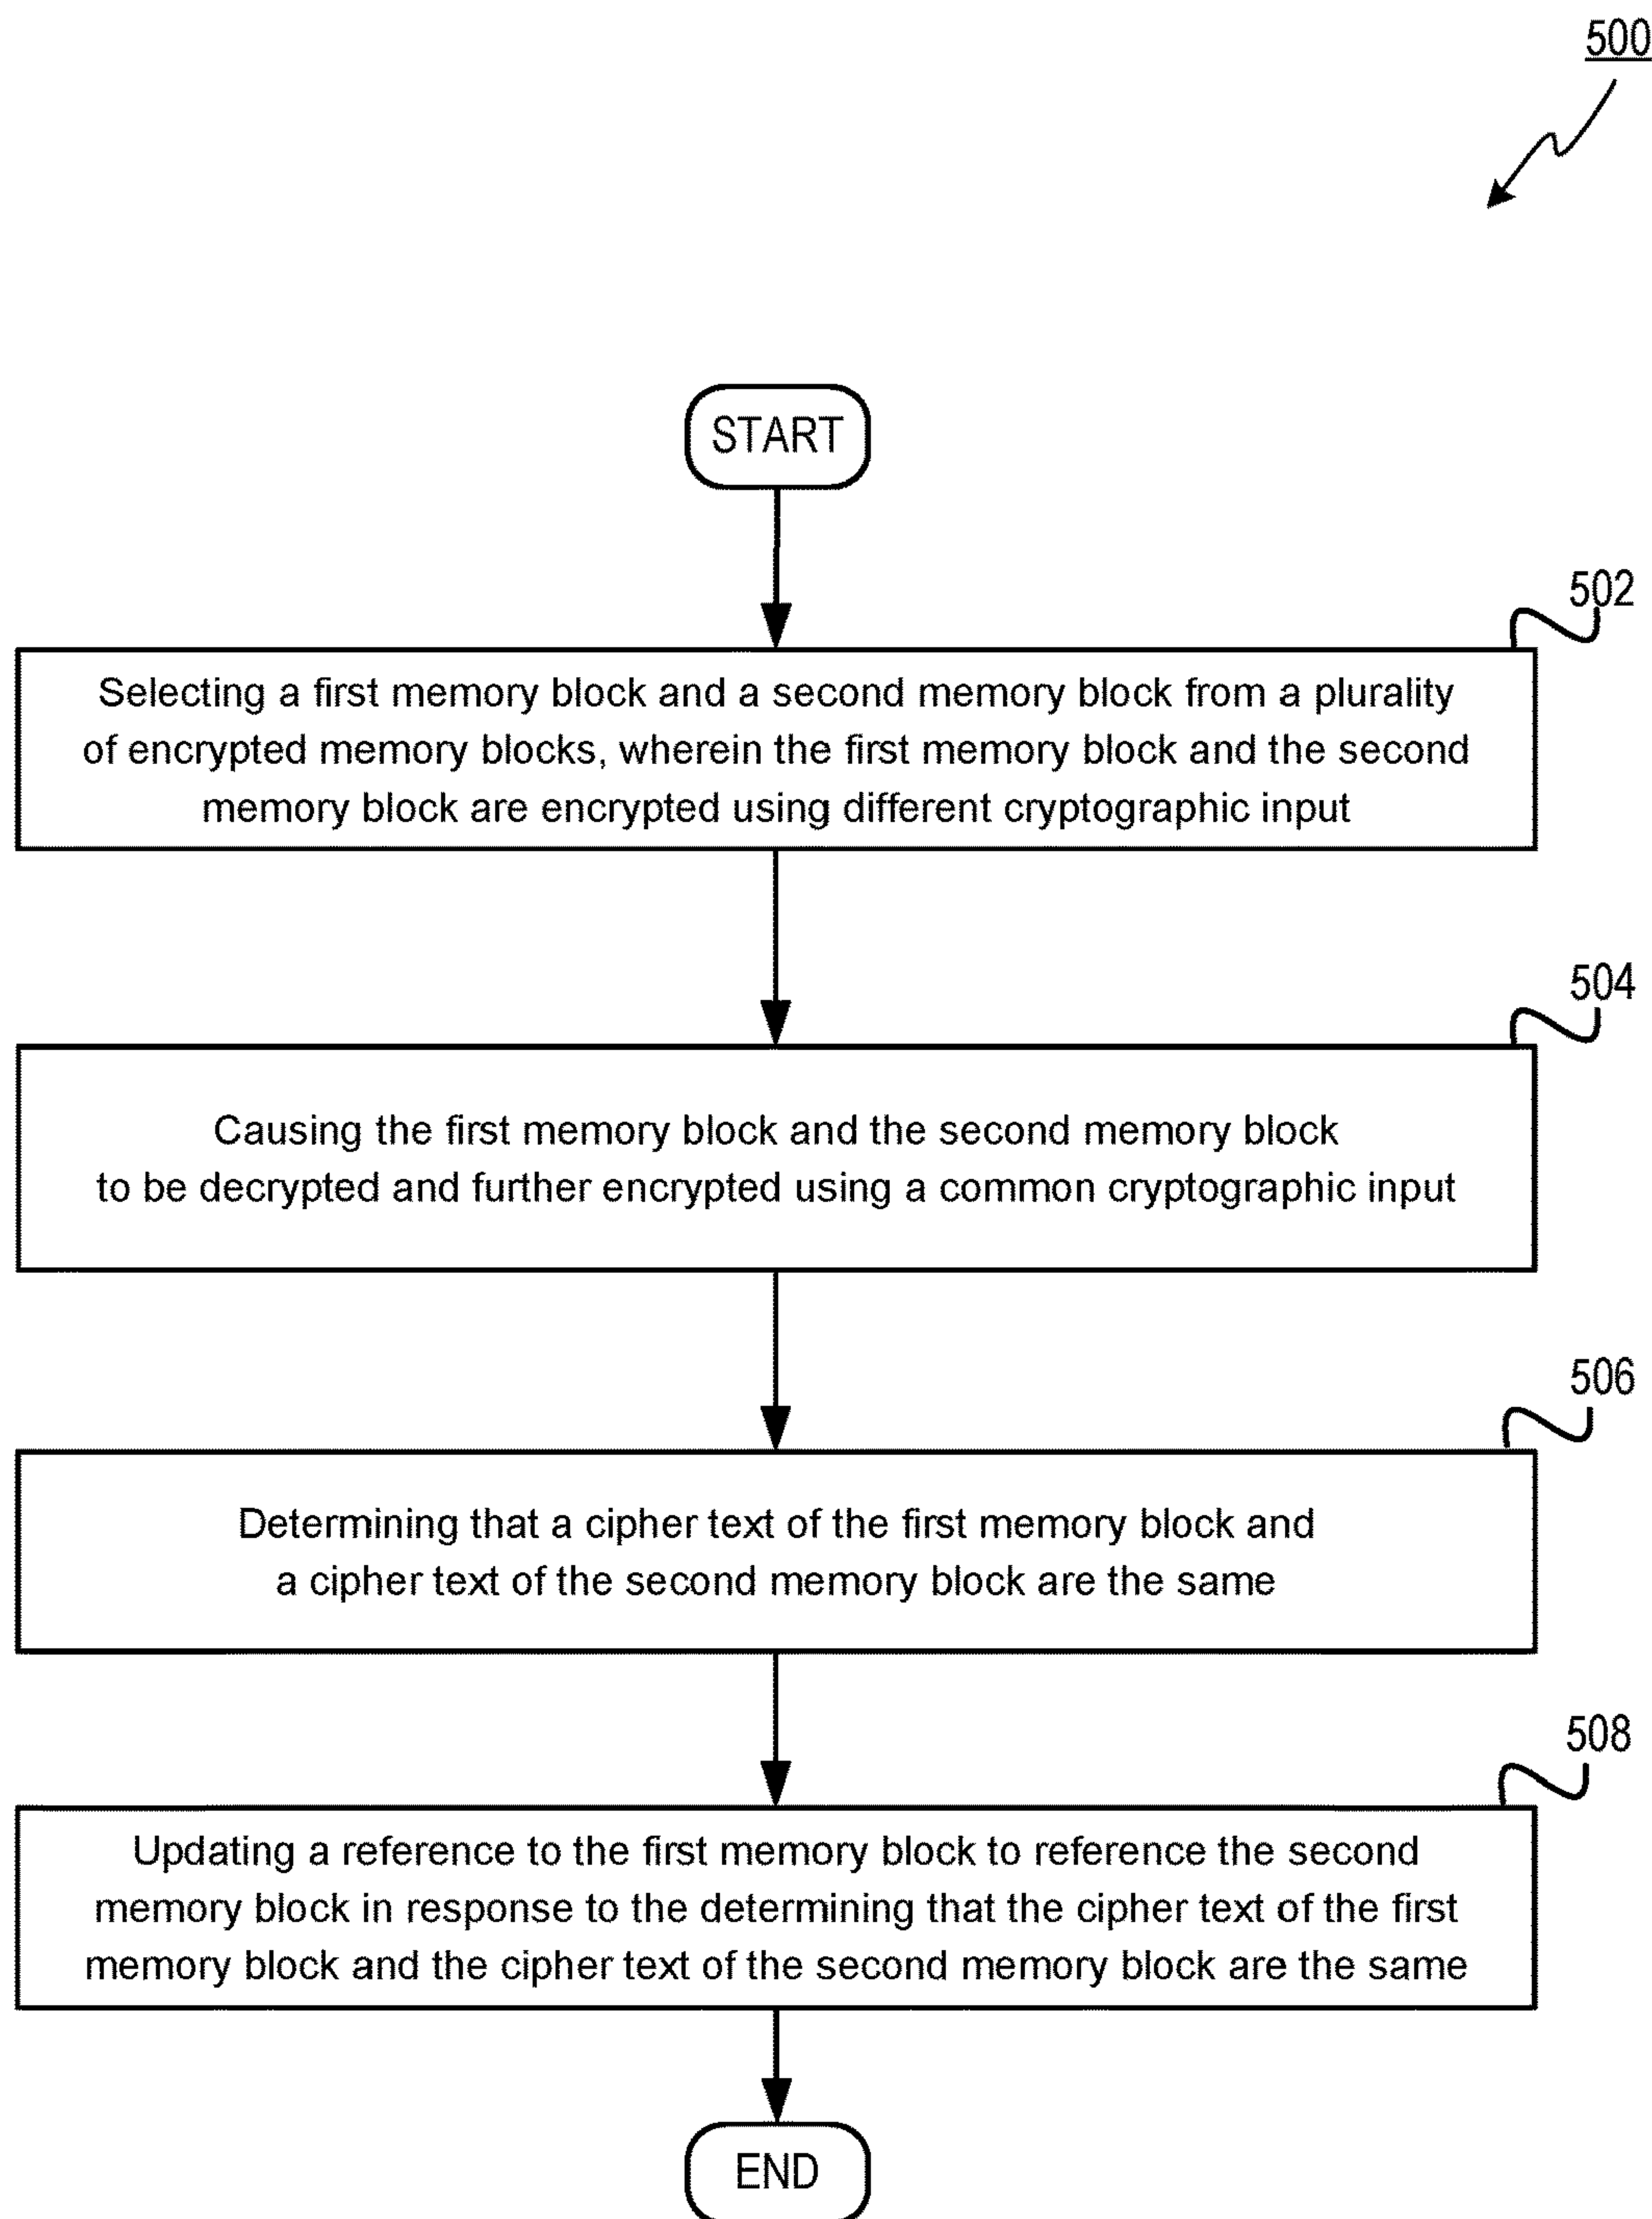 500
START
502
Selecting a first memory block and a second memory block from a plurality
of encrypted memory blocks, wherein the first memory block and the second
memory block are encrypted using different cryptographic input
504
Causing the first memory block and the second memory block
to be decrypted and further encrypted using a common cryptographic input
506
Determining that a cipher text of the first memory block and
a cipher text of the second memory block are the same
508
Updating a reference to the first memory block to reference the second
memory block in response to the determining that the cipher text of the first
memory block and the cipher text of the second memory block are the same
END